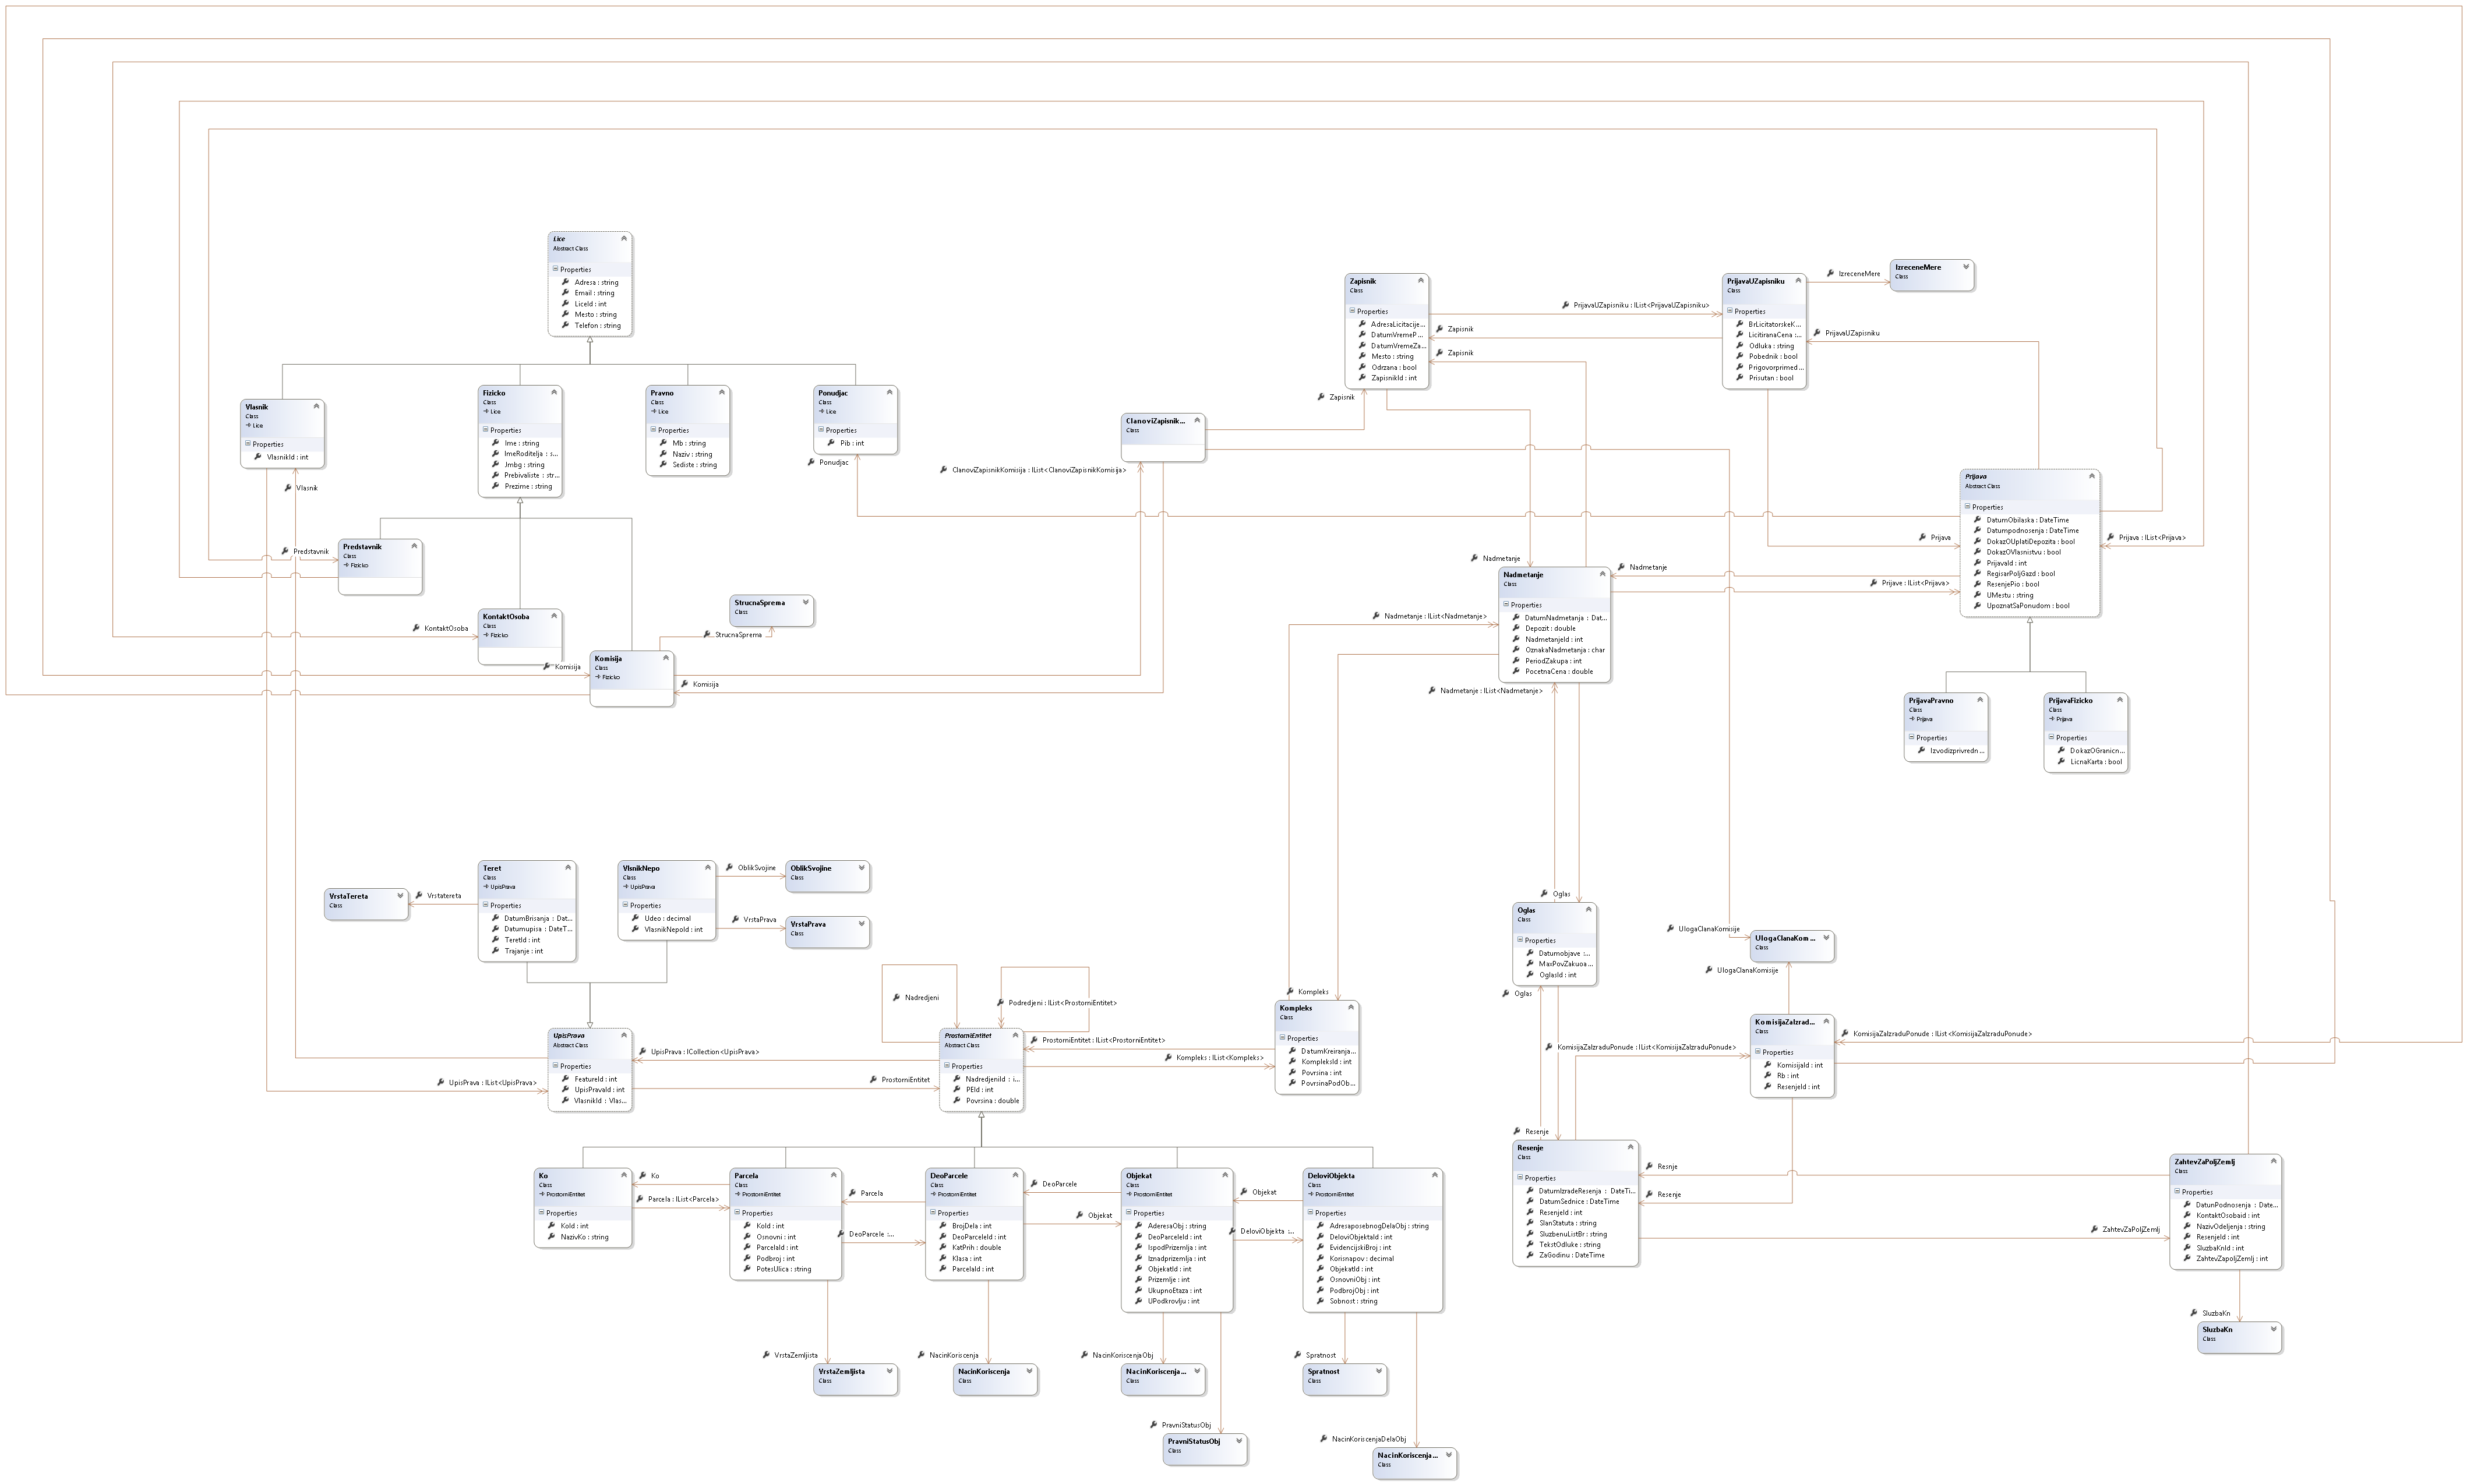 Lice
Abstract Class
Properties
Adresa : string
Email : string
LiceId : int
Mesto : string
Telefon : string
Vlasnik
Class
Lice
Properties
VlasnikId : int
Vlasnik
Fizicko
Class
Lice
Properties
Ime : string
ImeRoditelja : s...
Jmbg : string
Prebivaliste : str...
Prezime : string
Pravno
Class
Lice
Properties
Mb : string
Naziv : string
Sediste : string
Ponudjac
Class
Lice
Properties
Pib : int
Ponudjac
Predstavnik
Predstavnik
Class
Fizicko
KontaktOsoba
KontaktOsoba
Class
Fizicko
Komisija
Komisija
Class
Fizicko
Komisija
StrucnaSprema
Class
StrucnaSprema
ClanoviZapisnik...
Class
ClanoviZapisnikKomisija : IList<ClanoviZapisnikKomisija>
Zapisnik
Class
Properties
AdresaLicitacije...
DatumVremeP...
DatumVremeZa...
Mesto : string
Odrzana : bool
ZapisnikId : int
Zapisnik
PrijavaUZapisniku : IList<PrijavaUZapisniku>
Zapisnik
Zapisnik
PrijavaUZapisniku
Class
Properties
BrLicitatorskeK...
LicitiranaCena :...
Odluka : string
Pobednik : bool
Prigovorprimed...
Prisutan : bool
IzreceneMere
IzreceneMere
Class
PrijavaUZapisniku
Prijava
Abstract Class
Properties
DatumObilaska : DateTime
Datumpodnosenja : DateTime
DokazOUplatiDepozita : bool
DokazOVlasnistvu : bool
PrijavaId : int
RegisarPoljGazd : bool
ResenjePio : bool
UMestu : string
UpoznatSaPonudom : bool
Prijava
Prijava : IList<Prijava>
Nadmetanje
Prijave : IList<Prijava>
Nadmetanje
Nadmetanje
Class
Properties
DatumNadmetanja : Dat...
Depozit : double
NadmetanjeId : int
OznakaNadmetanja : char
PeriodZakupa : int
PocetnaCena : double
Nadmetanje : IList<Nadmetanje>
Nadmetanje : IList<Nadmetanje>
PrijavaPravno
Class
Prijava
Properties
Izvodizprivredn ...
PrijavaFizicko
Class
Prijava
Properties
DokazOGranicn...
LicnaKarta : bool
VrstaTereta
Class
Vrstatereta
Teret
Class
UpisPrava
Properties
DatumBrisanja : Dat...
Datumupisa : DateT...
TeretId : int
Trajanje : int
VlsnikNepo
Class
UpisPrava
Properties
Udeo : decimal
VlasnikNepoId : int
OblikSvojine
OblikSvojine
Class
VrstaPrava
VrstaPrava
Class
Oglas
Oglas
Class
Properties
Datumobjave :...
MaxPovZakuoa...
OglasId : int
Oglas
UlogaClanaKomisije
UlogaClanaKom ...
Class
UlogaClanaKomisije
Nadredjeni
Podredjeni : IList<ProstorniEntitet>
UpisPrava
Abstract Class
Properties
FeatureId : int
UpisPravaId : int
VlasnikId : Vlas...
UpisPrava : IList<UpisPrava>
UpisPrava : ICollection<UpisPrava>
ProstorniEntitet
ProstorniEntitet
Abstract Class
Properties
NadredjeniId : i...
PEId : int
Povrsina : double
ProstorniEntitet : IList<ProstorniEntitet>
Kompleks : IList<Kompleks>
Kompleks
Kompleks
Class
Properties
DatumKreiranja...
KompleksId : int
Povrsina : int
PovrsinaPodOb...
KomisijaZaIzrad...
Class
Properties
KomisijaId : int
Rb : int
ResenjeId : int
KomisijaZaIzraduPonude : IList<KomisijaZaIzraduPonude>
KomisijaZaIzraduPonude : IList<KomisijaZaIzraduPonude>
Resenje
Resenje
Class
Properties
DatumIzradeResenja : DateTi...
DatumSednice : DateTime
ResenjeId : int
SlanStatuta : string
SluzbenuListBr : string
TekstOdluke : string
ZaGodinu : DateTime
Resnje
Resenje
ZahtevZaPoljZemlj
ZahtevZaPoljZemlj
Class
Properties
DatunPodnosenja : Date...
KontaktOsobaid : int
NazivOdeljenja : string
ResenjeId : int
SluzbaKnId : int
ZahtevZapoljZemlj : int
SluzbaKn
SluzbaKn
Class
Ko
Class
ProstorniEntitet
Properties
KoId : int
NazivKo : string
Ko
Parcela : IList<Parcela>
Parcela
Class
ProstorniEntitet
Properties
KoId : int
Osnovni : int
ParcelaId : int
Podbroj : int
PotesUlica : string
Parcela
DeoParcele :...
DeoParcele
Class
ProstorniEntitet
Properties
BrojDela : int
DeoParceleId : int
KatPrih : double
Klasa : int
ParcelaId : int
DeoParcele
Objekat
Objekat
Class
ProstorniEntitet
Properties
AderesaObj : string
DeoParceleId : int
IspodPrizemlja : int
Iznadprizemlja : int
ObjekatId : int
Prizemlje : int
UkupnoEtaza : int
UPodkrovlju : int
Objekat
DeloviObjekta :...
DeloviObjekta
Class
ProstorniEntitet
Properties
AdresaposebnogDelaObj : string
DeloviObjektaId : int
EvidencijskiBroj : int
Korisnapov : decimal
ObjekatId : int
OsnovniObj : int
PodbrojObj : int
Sobnost : string
VrstaZemljista
VrstaZemljista
Class
NacinKoriscenja
NacinKoriscenja
Class
NacinKoriscenjaObj
NacinKoriscenja...
Class
Spratnost
Spratnost
Class
PravniStatusObj
PravniStatusObj
Class
NacinKoriscenjaDelaObj
NacinKoriscenja...
Class